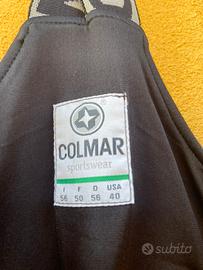 COLMAR
sportswear
I F D USA
56 50 56 40
subito